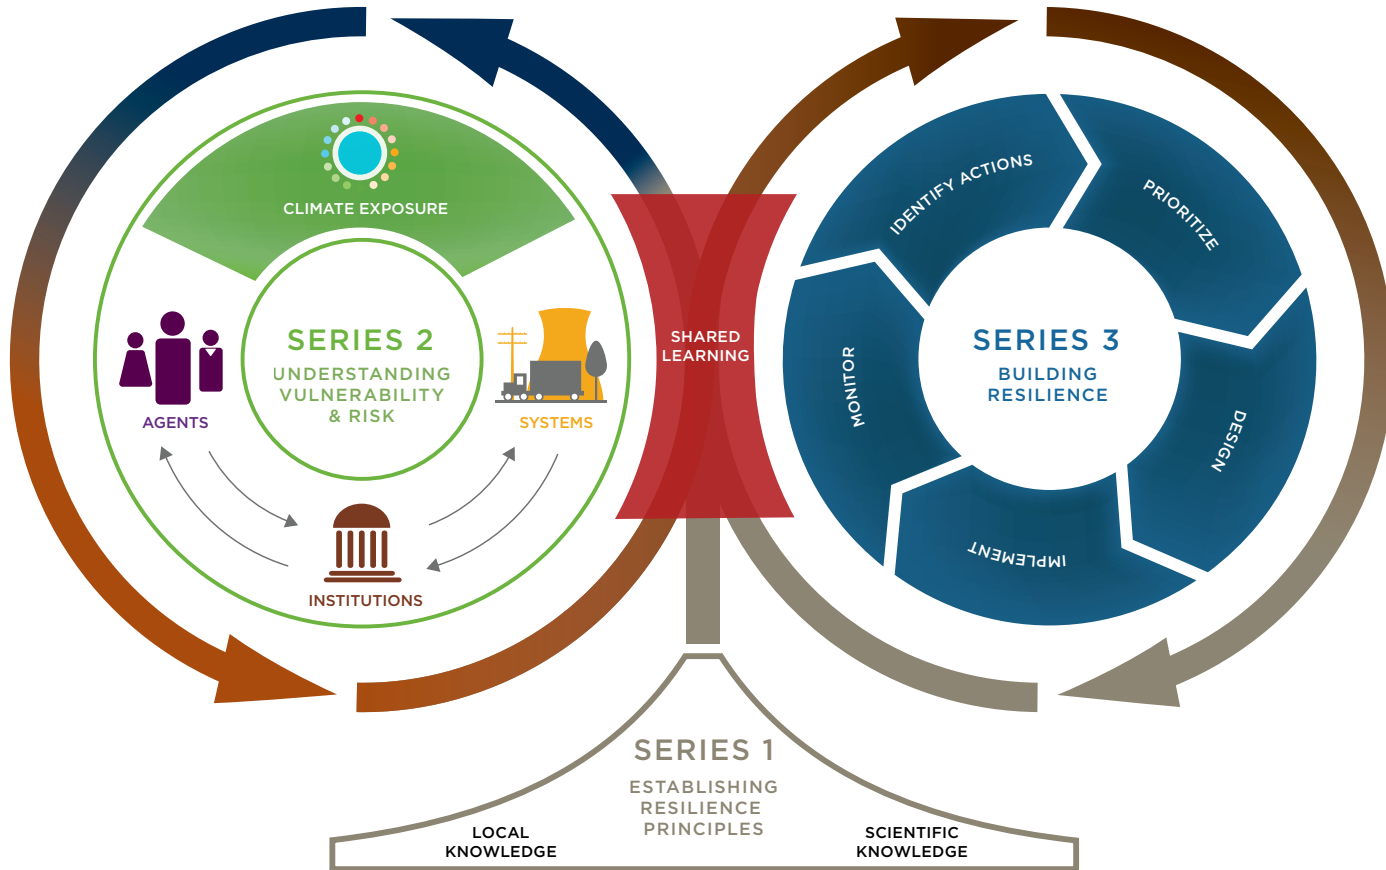 CLIMATE EXPOSURE
SERIES 2
UNDERSTANDING
VULNERABILITY
& RISK
AGENTS
SYSTEMS
INSTITUTIONS
SHARED
LEARNING
IDENTIFY ACTIONS
PRIORITIZE
DESIGN
IMPLEMENT
MONITOR
SERIES 3
BUILDING
RESILIENCE
SERIES 1
ESTABLISHING
RESILIENCE
PRINCIPLES
LOCAL
KNOWLEDGE
SCIENTIFIC
KNOWLEDGE